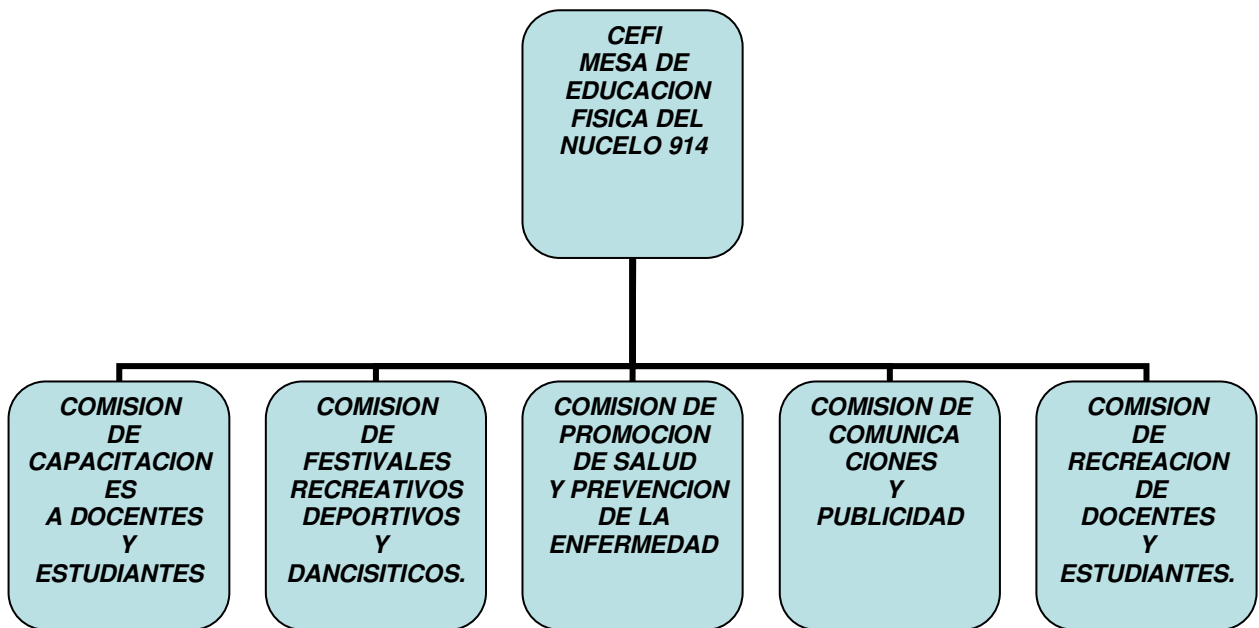 CEFI
MESA DE
EDUCACION
FISICA DEL
NUCELO 914
COMISION
DE
CAPACITACION
ES
A DOCENTES
Y
ESTUDIANTES
COMISION
DE
FESTIVALES
RECREATIVOS
DEPORTIVOS
Y
DANCISITICOS.
COMISION DE
PROMOCION
DE SALUD
Y PREVENCION
DE LA
ENFERMEDAD
COMISION DE
COMUNICA
CIONES
Y
PUBLICIDAD
COMISION
DE
RECREACION
DE
DOCENTES
Y
ESTUDIANTES.